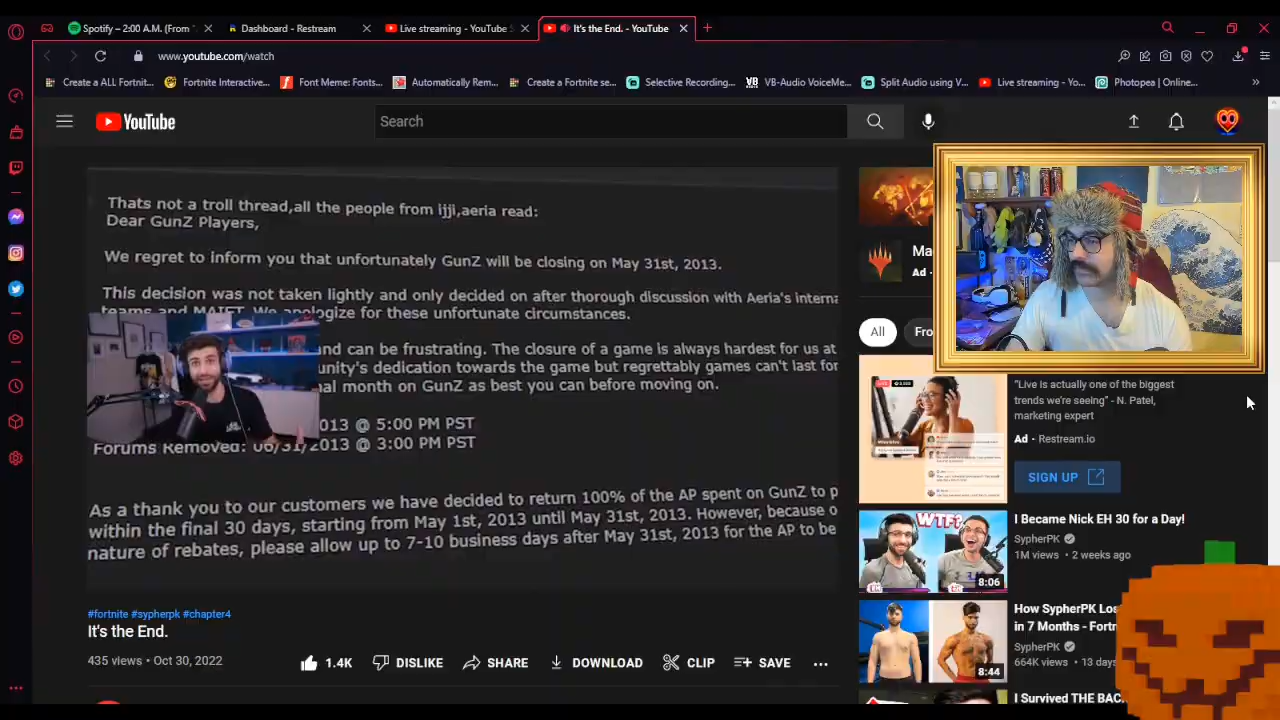 Spotify – 2:00 A.M. (From "
Dashboard - Restream
Live streaming - YouTube S
It's the End. - YouTube
www.youtube.com/watch
Create a ALL Fortnit...
Fortnite Interactive...
Font Meme: Fonts...
Automatically Rem...
Create a Fortnite se...
Selective Recording...
VB-Audio VoiceMe...
Split Audio using V...
Live streaming - Yo...
Photopea | Online...
YouTube
Search
Thats not a troll thread,all the people from ijji,aeria read:
Dear GunZ Players,
We regret to inform you that unfortunately GunZ will be closing on May 31st, 2013.
This decision was not taken lightly and only decided on after thorough discussion with Aeria's interna
teams and MAIET. We apologize for these unfortunate circumstances.
and can be frustrating. The closure of a game is always hardest for us at
unity's dedication towards the game but regrettably games can't last for
al month on GunZ as best you can before moving on.
013 @ 5:00 PM PST
Forums Removed: 06/31/2013 @ 3:00 PM PST
As a thank you to our customers we have decided to return 100% of the AP spent on GunZ to p
within the final 30 days, starting from May 1st, 2013 until May 31st, 2013. However, because o
nature of rebates, please allow up to 7-10 business days after May 31st, 2013 for the AP to be
#fortnite #sypherpk #chapter4
It's the End.
435 views • Oct 30, 2022
1.4K
DISLIKE
SHARE
DOWNLOAD
CLIP
SAVE
Ma
Ad
All
Fro
"Live is actually one of the biggest
trends we're seeing" - N. Patel,
marketing expert
Ad • Restream.io
SIGN UP
WTF?
8:06
I Became Nick EH 30 for a Day!
SypherPK
1M views • 2 weeks ago
8:44
How SypherPK Los
in 7 Months - Fortn
SypherPK
664K views • 13 days
I Survived THE BAC